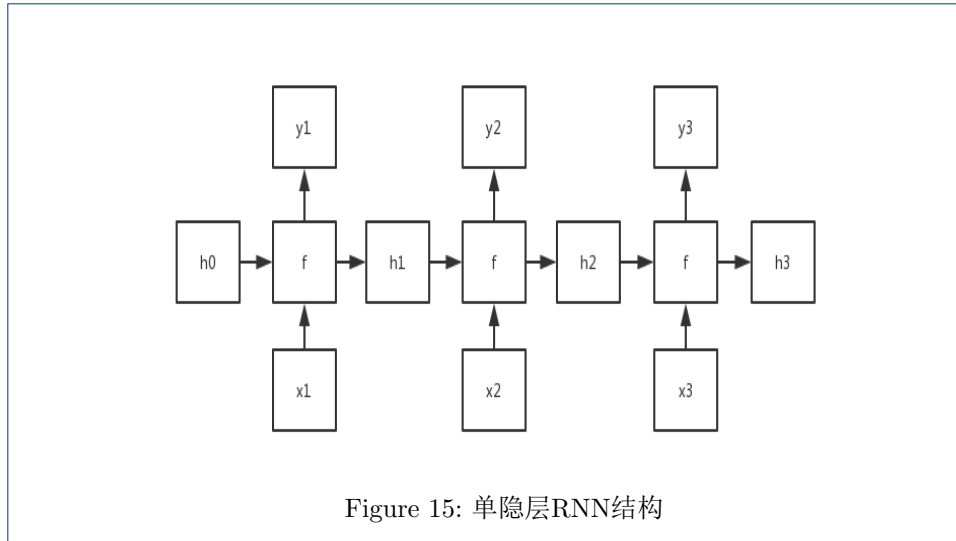 y1 y2 y3
h0 f h1 f h2 f h3
x1 x2 x3
Figure 15: 单隐层RNN结构